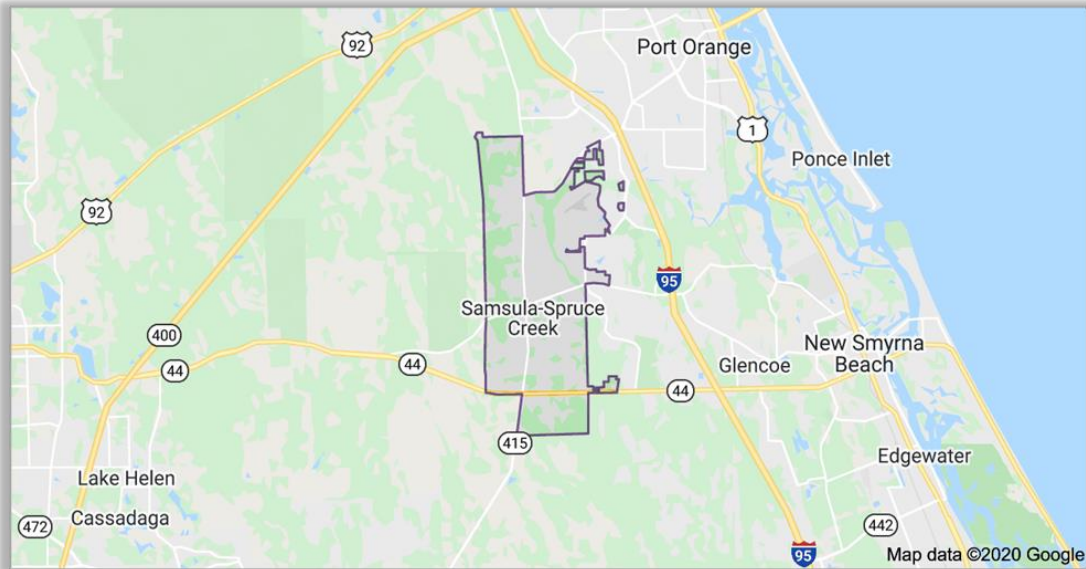 92
Port Orange
1
Ponce Inlet
92
95
Samsula-Spruce
Creek
400
44
44
Glencoe
New Smyrna
Beach
44
415
Edgewater
Lake Helen
Cassadaga
472
442
95
Map data ©2020 Google